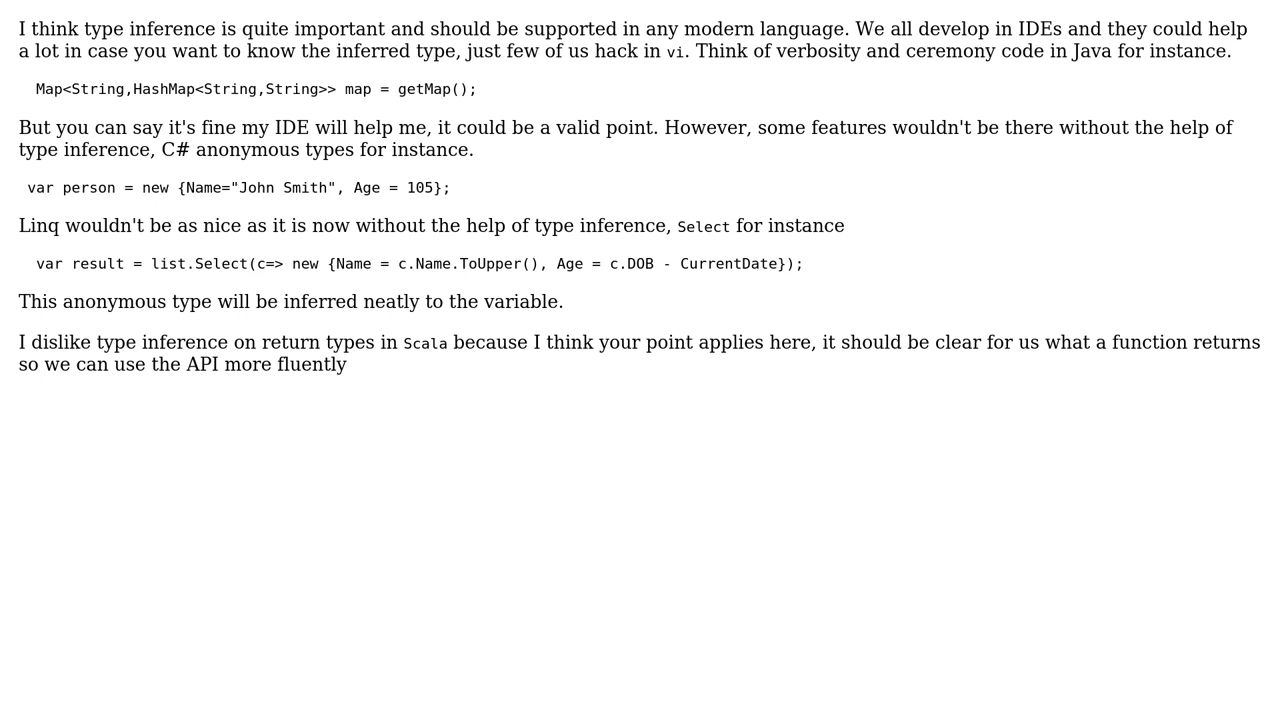 I think type inference is quite important and should be supported in any modern language. We all develop in IDEs and they could help
a lot in case you want to know the inferred type, just few of us hack in vi. Think of verbosity and ceremony code in Java for instance.
Map<String,HashMap<String,String>> map = getMap();
But you can say it's fine my IDE will help me, it could be a valid point. However, some features wouldn't be there without the help of
type inference, C# anonymous types for instance.
var person = new {Name="John Smith", Age = 105};
Linq wouldn't be as nice as it is now without the help of type inference, Select for instance
var result = list.Select(c=> new {Name = c.Name.ToUpper(), Age = c.DOB - CurrentDate});
This anonymous type will be inferred neatly to the variable.
I dislike type inference on return types in Scala because I think your point applies here, it should be clear for us what a function returns
so we can use the API more fluently